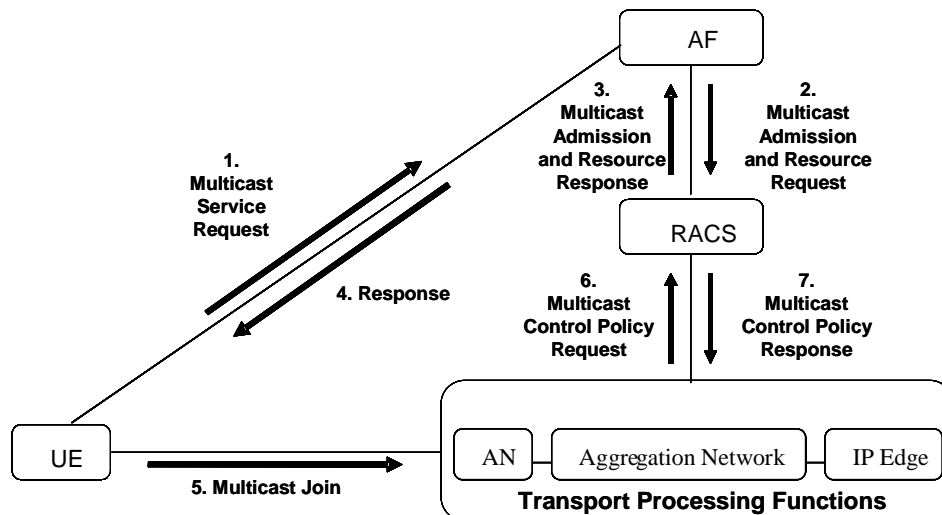 AF
3.
Multicast
Admission
and Resource
Response
2.
Multicast
Admission
and Resource
Request
1.
Multicast
Service
Request
RACS
4. Response
6.
Multicast
Control Policy
Request
7.
Multicast
Control Policy
Response
UE
5. Multicast Join
AN
Aggregation Network
IP Edge
Transport Processing Functions